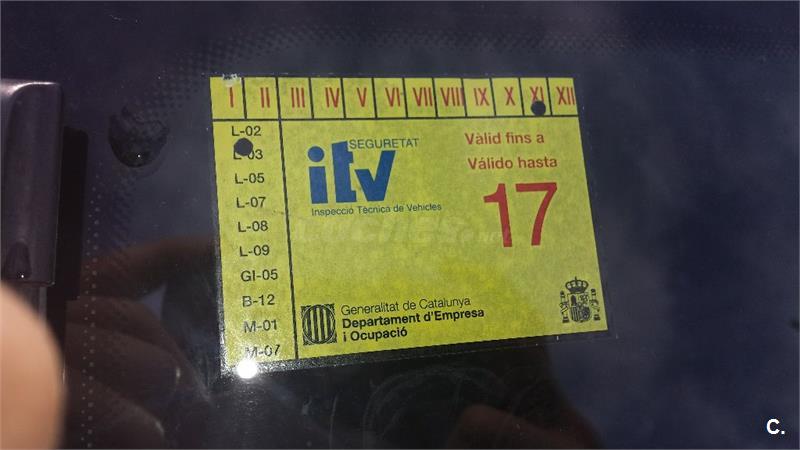 I II III IV V VI VII VIII IX X XI XII
L-02
L-03
L-05
L-07
L-08
L-09
GI-05
B-12
M-01
M-07
SEGURETAT
itv
Inspecció Tècnica de Vehicles
Vàlid fins a
Válido hasta
17
Generalitat de Catalunya
Departament d'Empresa
i Ocupació
C.